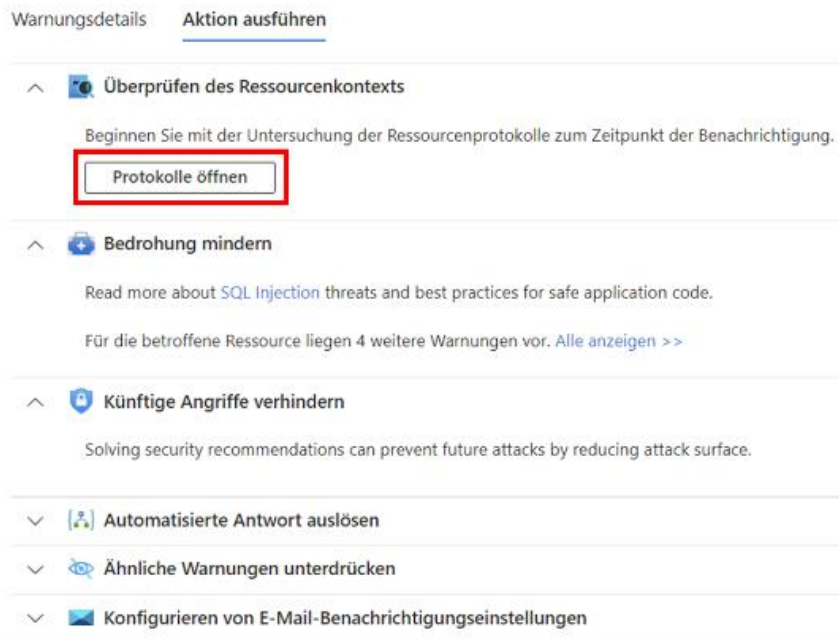 Warnungsdetails Aktion ausführen
Überprüfen des Ressourcenkontexts
Beginnen Sie mit der Untersuchung der Ressourcenprotokolle zum Zeitpunkt der Benachrichtigung.
Protokolle öffnen
Bedrohung mindern
Read more about SQL Injection threats and best practices for safe application code.
Für die betroffene Ressource liegen 4 weitere Warnungen vor. Alle anzeigen >>
Künftige Angriffe verhindern
Solving security recommendations can prevent future attacks by reducing attack surface.
Automatisierte Antwort auslösen
Ähnliche Warnungen unterdrücken
Konfigurieren von E-Mail-Benachrichtigungseinstellungen